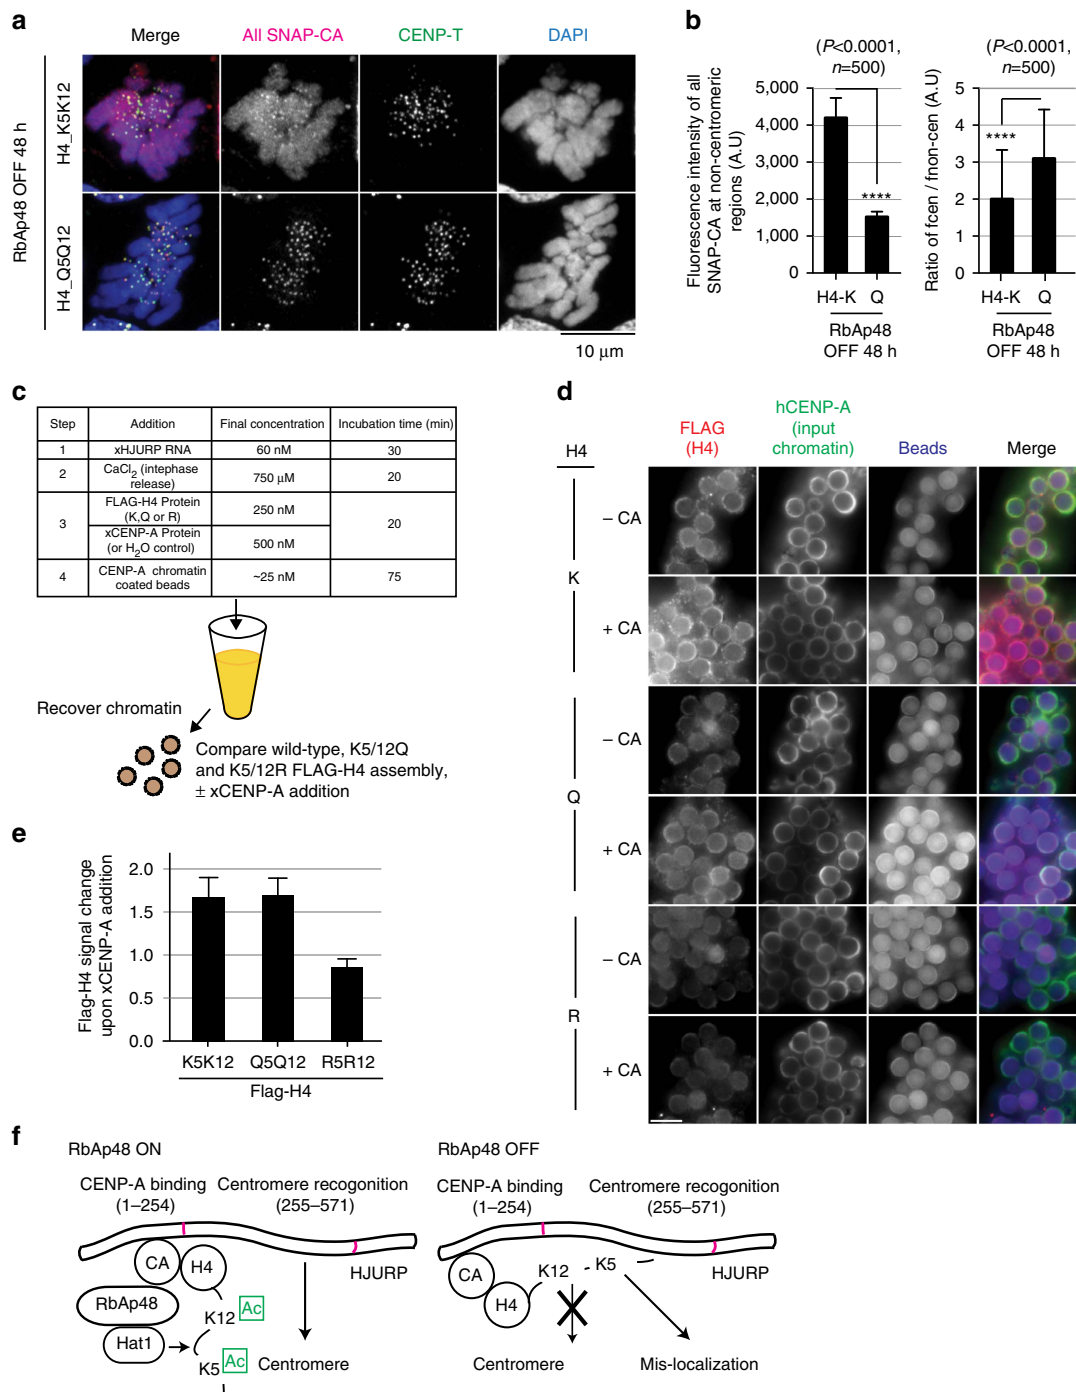 a
Merge
All SNAP-CA
CENP-T
DAPI
RbAp48 OFF 48 h
H4_K5K12
H4_Q5Q12
10 μm
b
(P<0.0001,
n=500)
Fluorescence intensity of all
SNAP-CA at non-centromeric
regions (A.U)
5,000
4,000
3,000
2,000
1,000
0
****
H4-K
Q
RbAp48
OFF 48 h
(P<0.0001,
n=500)
Ratio of fcen / fnon-cen (A.U)
5
4
3
2
1
0
****
H4-K
Q
RbAp48
OFF 48 h
c
Step
Addition
Final concentration
Incubation time (min)
1
xHJURP RNA
60 nM
30
2
CaCl2 (intephase
release)
750 μM
20
3
FLAG-H4 Protein
(K,Q or R)
250 nM
20
xCENP-A Protein
(or H2O control)
500 nM
4
CENP-A chromatin
coated beads
~25 nM
75
Recover chromatin
Compare wild-type, K5/12Q
and K5/12R FLAG-H4 assembly,
± xCENP-A addition
d
H4
FLAG
(H4)
hCENP-A
(input
chromatin)
Beads
Merge
K
– CA
+ CA
Q
– CA
+ CA
R
– CA
+ CA
e
Flag-H4 signal change
upon xCENP-A addition
2.0
1.5
1.0
0.5
0.0
K5K12
Q5Q12
R5R12
Flag-H4
f
RbAp48 ON
CENP-A binding
(1–254)
Centromere recogonition
(255–571)
CA
H4
HJURP
RbAp48
K12
Ac
Hat1
K5
Ac
Centromere
RbAp48 OFF
CENP-A binding
(1–254)
Centromere recogonition
(255–571)
CA
H4
K12
K5
HJURP
Centromere
Mis-localization